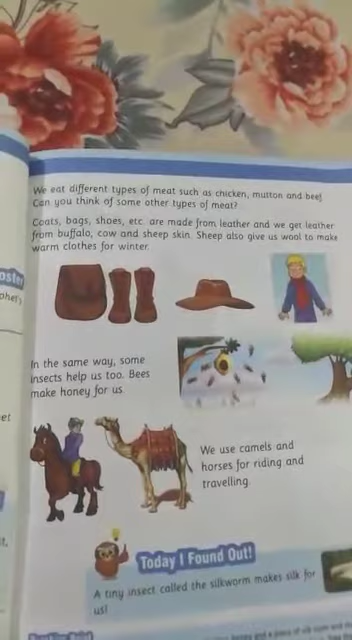 We eat different types of meat such as chicken, mutton and beef.
Can you think of some other types of meat?
Coats, bags, shoes, etc. are made from leather and we get leather
from buffalo, cow and sheep skin. Sheep also give us wool to make
warm clothes for winter.
In the same way, some
insects help us too. Bees
make honey for us.
We use camels and
horses for riding and
travelling.
Today I Found Out!
A tiny insect called the silkworm makes silk for
us!